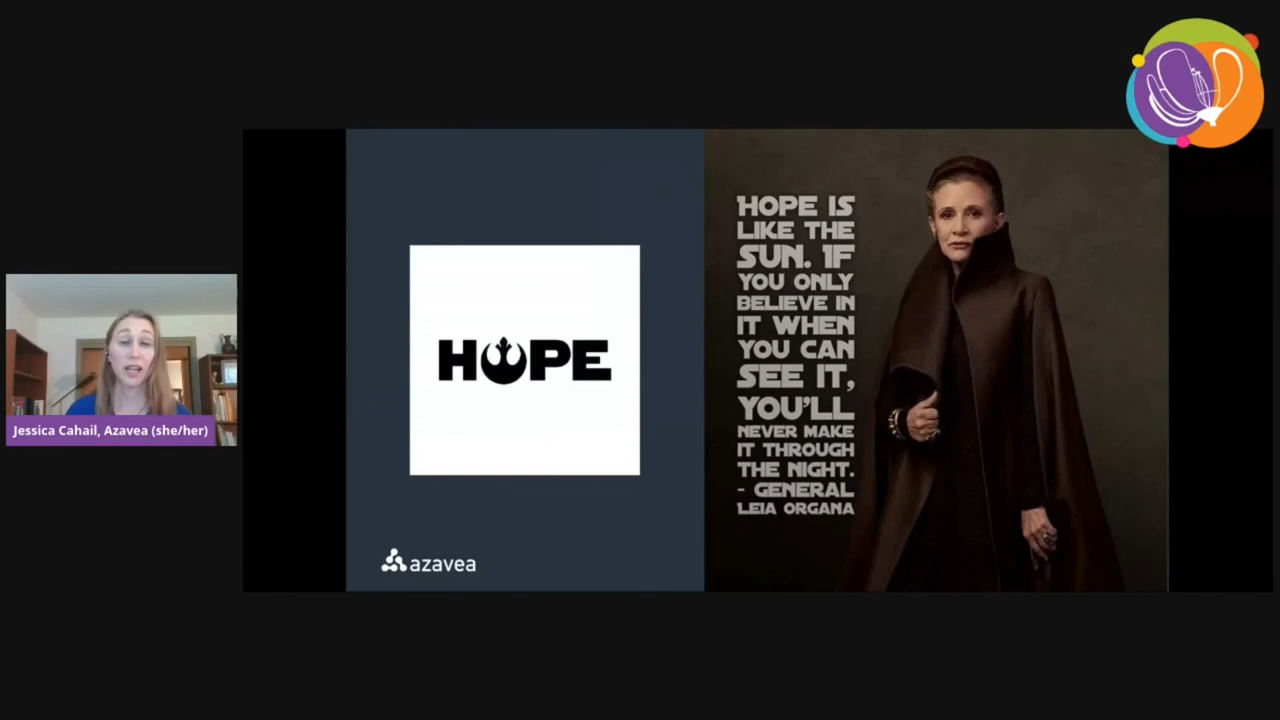 Jessica Cahail, Azavea (she/her)
HOPE
azavea
HOPE IS
LIKE THE
SUN. IF
YOU ONLY
BELIEVE IN
IT WHEN
YOU CAN
SEE IT,
YOU'LL
NEVER MAKE
IT THROUGH
THE NIGHT.
- GENERAL
LEIA ORGANA